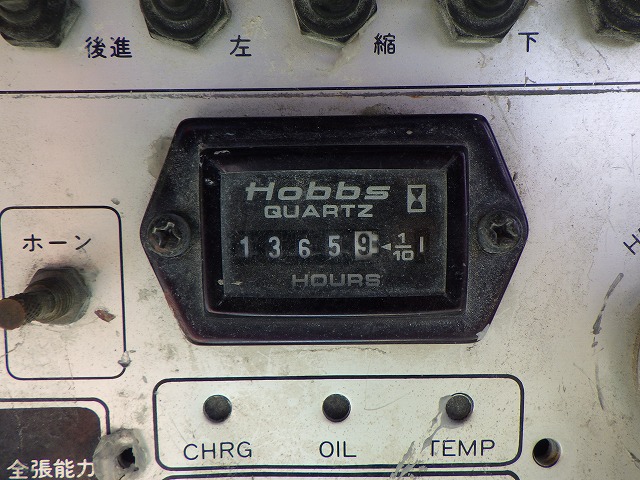 後進 左 縮 下
Hobbs
QUARTZ
ホーン
1 3 6 5 9 ◄ 1/10
HOURS
CHRG OIL TEMP
全張能力